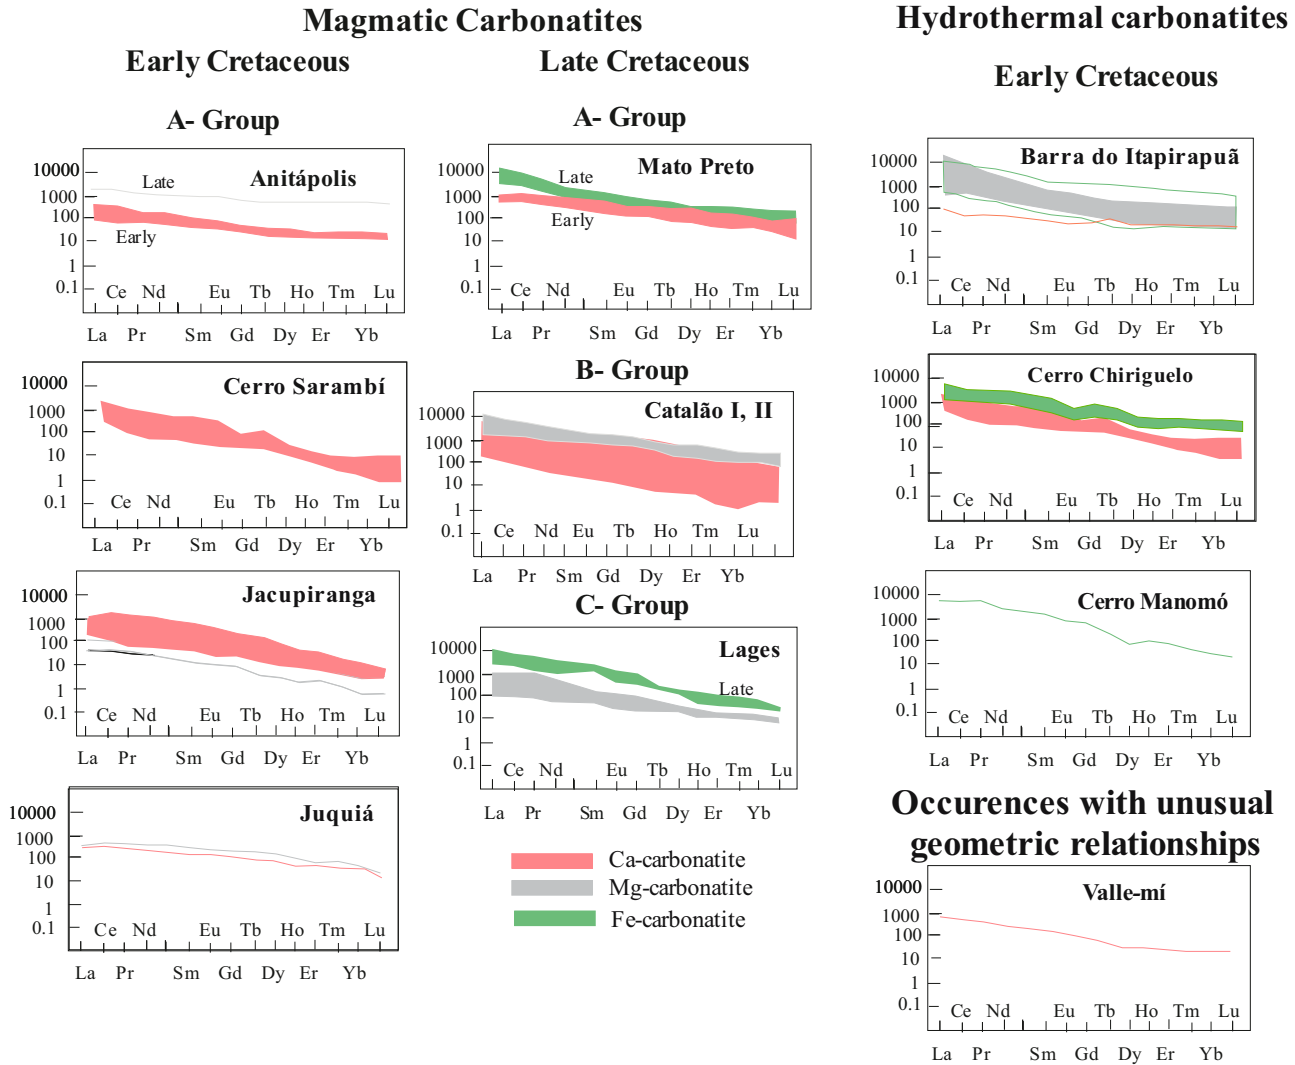 Magmatic Carbonatites
Early Cretaceous
Late Cretaceous
Hydrothermal carbonatites
Early Cretaceous
A- Group
10000
1000
100
10
1
0.1
Late
Anitápolis
Early
Ce Nd Eu Tb Ho Tm Lu
La Pr Sm Gd Dy Er Yb
10000
1000
100
10
1
0.1
Cerro Sarambí
Ce Nd Eu Tb Ho Tm Lu
La Pr Sm Gd Dy Er Yb
10000
1000
100
10
1
0.1
Jacupiranga
Ce Nd Eu Tb Ho Tm Lu
La Pr Sm Gd Dy Er Yb
10000
1000
100
10
1
0.1
Juquiá
Ce Nd Eu Tb Ho Tm Lu
La Pr Sm Gd Dy Er Yb
A- Group
10000
1000
100
10
1
0.1
Mato Preto
Late
Early
Ce Nd Eu Tb Ho Tm Lu
La Pr Sm Gd Dy Er Yb
B- Group
10000
1000
100
10
1
0.1
Catalão I, II
Ce Nd Eu Tb Ho Tm Lu
La Pr Sm Gd Dy Er Yb
C- Group
10000
1000
100
10
1
0.1
Lages
Late
Ce Nd Eu Tb Ho Tm Lu
La Pr Sm Gd Dy Er Yb
Ca-carbonatite
Mg-carbonatite
Fe-carbonatite
10000
1000
100
10
1
0.1
Barra do Itapirapuã
Ce Nd Eu Tb Ho Tm Lu
La Pr Sm Gd Dy Er Yb
10000
1000
100
10
1
0.1
Cerro Chiriguelo
Ce Nd Eu Tb Ho Tm Lu
La Pr Sm Gd Dy Er Yb
10000
1000
100
10
1
0.1
Cerro Manomó
Ce Nd Eu Tb Ho Tm Lu
La Pr Sm Gd Dy Er Yb
Occurences with unusual
geometric relationships
10000
1000
100
10
1
0.1
Valle-mí
Ce Nd Eu Tb Ho Tm Lu
La Pr Sm Gd Dy Er Yb